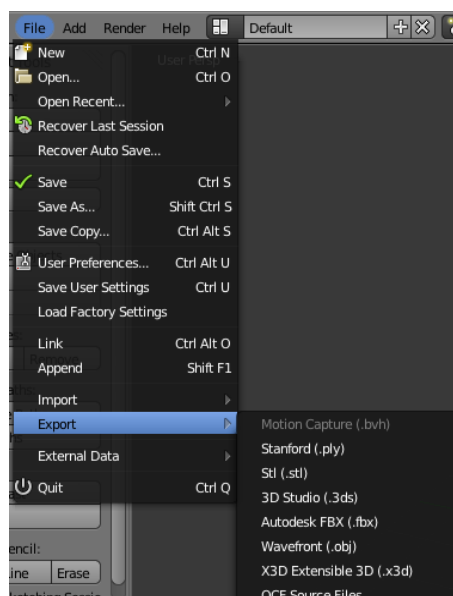 File Add Render Help Default
New Ctrl N
User Persp
Open... Ctrl O
Open Recent...
Recover Last Session
Recover Auto Save...
Save Ctrl S
Save As... Shift Ctrl S
Save Copy... Ctrl Alt S
User Preferences... Ctrl Alt U
Save User Settings Ctrl U
Load Factory Settings
Link Ctrl Alt O
Remove
Append Shift F1
Import
Export
Motion Capture (.bvh)
Stanford (.ply)
External Data
Stl (.stl)
Quit Ctrl Q
3D Studio (.3ds)
Autodesk FBX (.fbx)
Wavefront (.obj)
encil:
X3D Extensible 3D (.x3d)
ine Erase